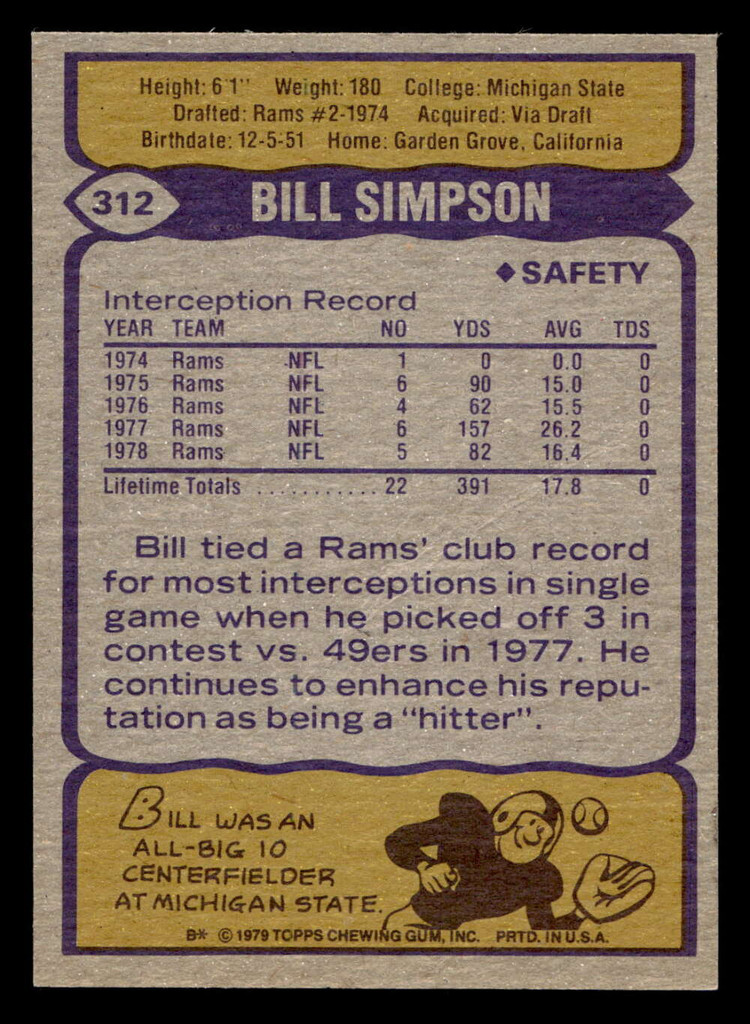 Height: 6'1" Weight: 180 College: Michigan State
Drafted: Rams #2-1974 Acquired: Via Draft
Birthdate: 12-5-51 Home: Garden Grove, California
312 BILL SIMPSON
◆SAFETY
Interception Record
YEAR TEAM NO YDS AVG TDS
1974 Rams NFL 1 0 0.0 0
1975 Rams NFL 6 90 15.0 0
1976 Rams NFL 4 62 15.5 0
1977 Rams NFL 6 157 26.2 0
1978 Rams NFL 5 82 16.4 0
Lifetime Totals ........... 22 391 17.8 0
Bill tied a Rams' club record
for most interceptions in single
game when he picked off 3 in
contest vs. 49ers in 1977. He
continues to enhance his repu-
tation as being a "hitter".
BILL WAS AN
ALL-BIG 10
CENTERFIELDER
AT MICHIGAN STATE.
B* © 1979 TOPPS CHEWING GUM, INC. PRTD. IN U.S.A.